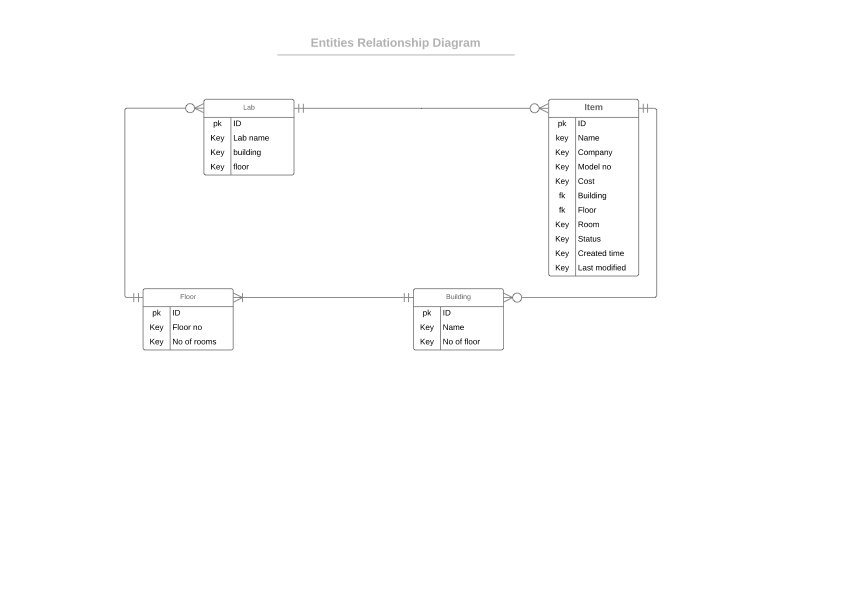 Entities Relationship Diagram
Lab
pk ID
Key Lab name
Key building
Key floor
Item
pk ID
key Name
Key Company
Key Model no
Key Cost
fk Building
fk Floor
Key Room
Key Status
Key Created time
Key Last modified
Floor
pk ID
Key Floor no
Key No of rooms
Building
pk ID
Key Name
Key No of floor